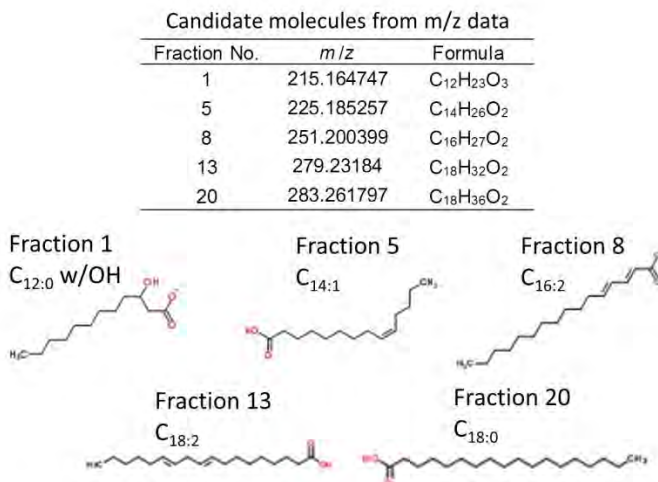 Candidate molecules from m/z data
Fraction No. m/z Formula
1 215.164747 C₁₂H₂₃O₃
5 225.185257 C₁₄H₂₆O₂
8 251.200399 C₁₆H₂₇O₂
13 279.23184 C₁₈H₃₂O₂
20 283.261797 C₁₈H₃₆O₂
Fraction 1
C₁₂:₀ w/OH
OH
O⁻
O
H₃C
Fraction 5
C₁₄:₁
CH₃
HO
O
Fraction 8
C₁₆:₂
H₃C
Fraction 13
C₁₈:₂
H₃C
O
OH
Fraction 20
C₁₈:₀
HO
O
CH₃